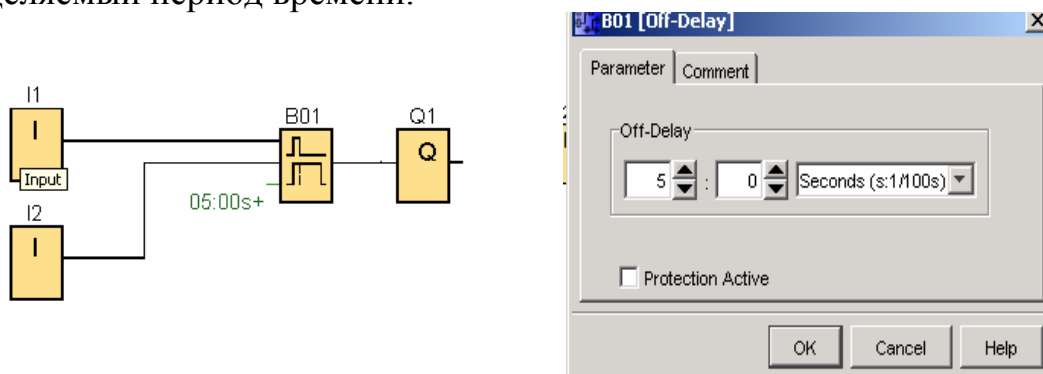 период времени.
I1
I
Input
I2
I
B01
05:00s+
Q1
Q
B01 [Off-Delay]
Parameter
Comment
Off-Delay
5 : 0 Seconds (s:1/100s)
Protection Active
OK Cancel Help